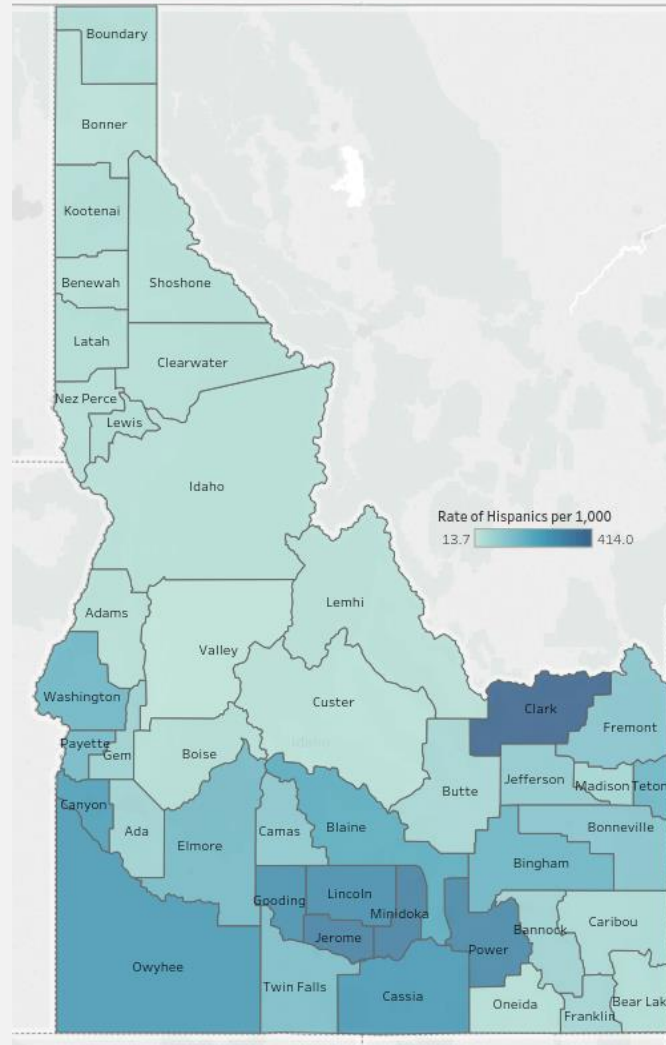 Boundary
Bonner
Kootenai
Benewah
Shoshone
Latah
Clearwater
Nez Perce
Lewis
Idaho
Rate of Hispanics per 1,000
13.7 414.0
Lemhi
Adams
Valley
Washington
Custer
Clark
Fremont
Payette
Gem
Boise
Butte
Jefferson
Madison
Teton
Canyon
Ada
Elmore
Camas
Blaine
Bonneville
Bingham
Gooding
Lincoln
Minidoka
Jerome
Power
Bannock
Caribou
Owyhee
Twin Falls
Cassia
Oneida
Franklin
Bear Lak